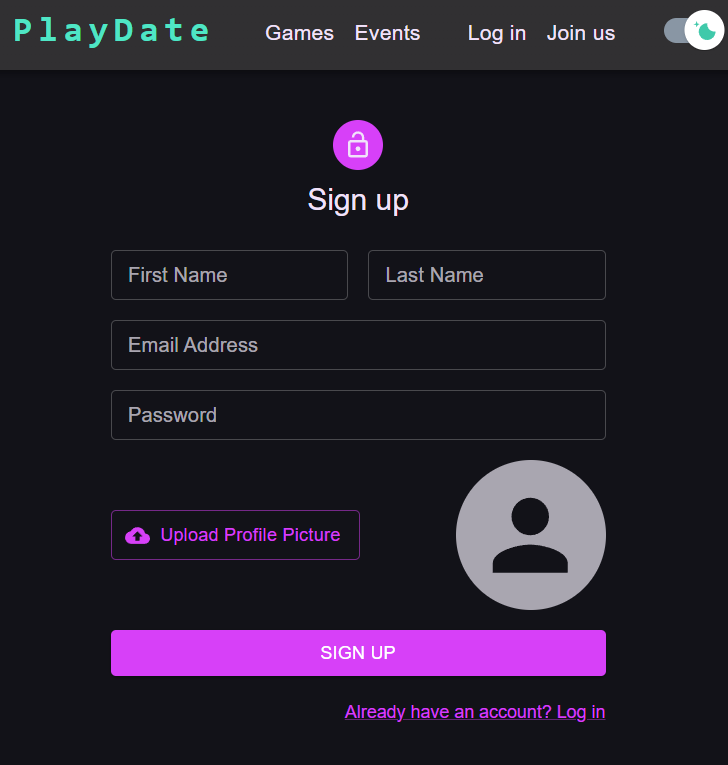 PlayDate Games Events Log in Join us
Sign up
First Name Last Name
Email Address
Password
Upload Profile Picture
SIGN UP
Already have an account? Log in